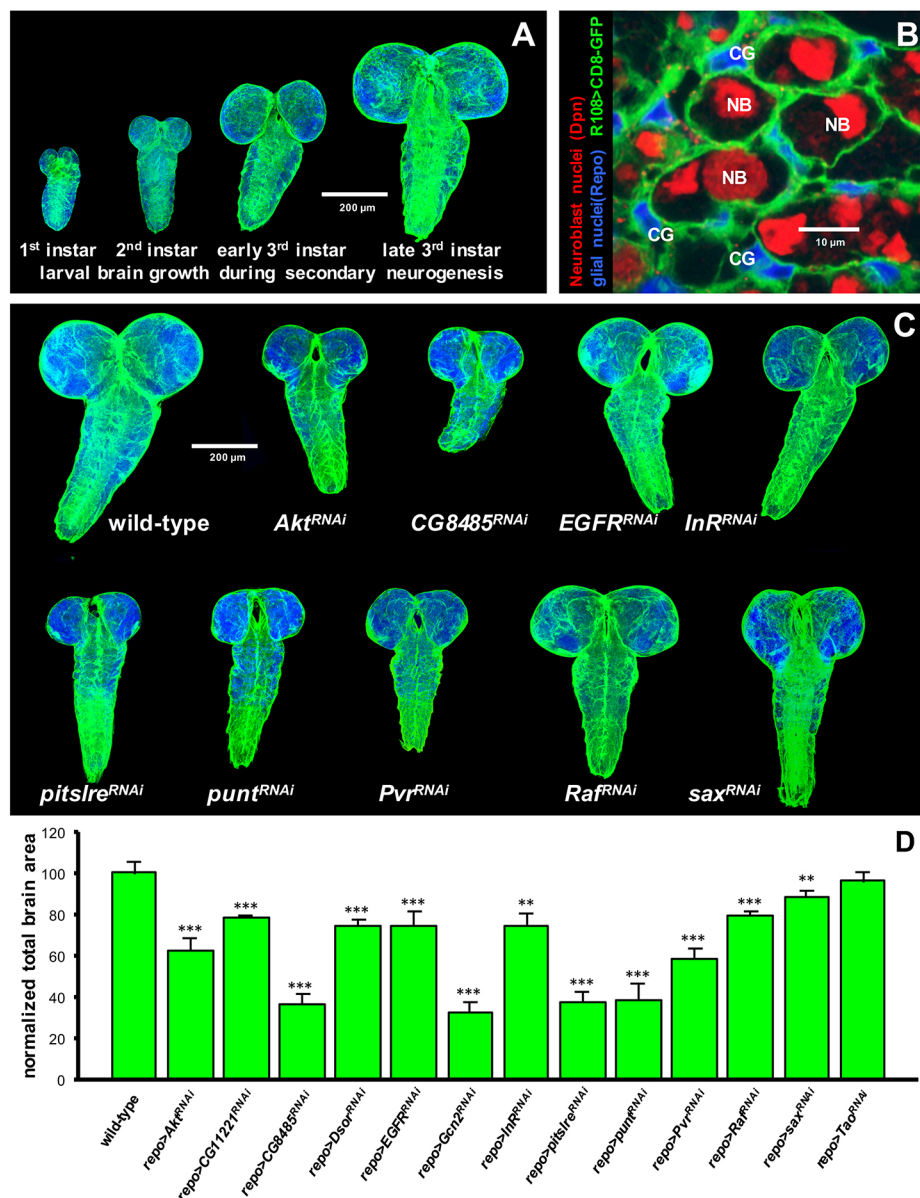 A
200 µm
1st instar 2nd instar early 3rd instar late 3rd instar
larval brain growth during secondary neurogenesis
B
Neuroblast nuclei (Dpn)
glial nuclei(Repo) R108>CD8-GFP
CG
NB
NB
NB
CG
CG
10 µm
C
200 µm
wild-type AktRNAi CG8485RNAi EGFRRNAi InRRNAi
pitslreRNAi puntRNAi PvrRNAi RafRNAi saxRNAi
D
normalized total brain area
120
100
80
60
40
20
0
*** *** *** *** *** *** ** *** *** *** *** **
wild-type
repo>AktRNAi
repo>CG11221RNAi
repo>CG8485RNAi
repo>DsorRNAi
repo>EGFRRNAi
repo>Gcn2RNAi
repo>InRRNAi
repo>pitslreRNAi
repo>puntRNAi
repo>PvrRNAi
repo>RafRNAi
repo>saxRNAi
repo>TaoRNAi